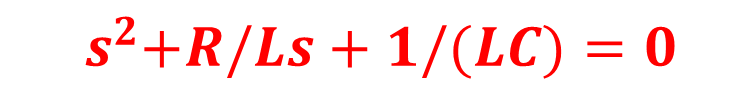 s²+R/Ls + 1/(LC) = 0